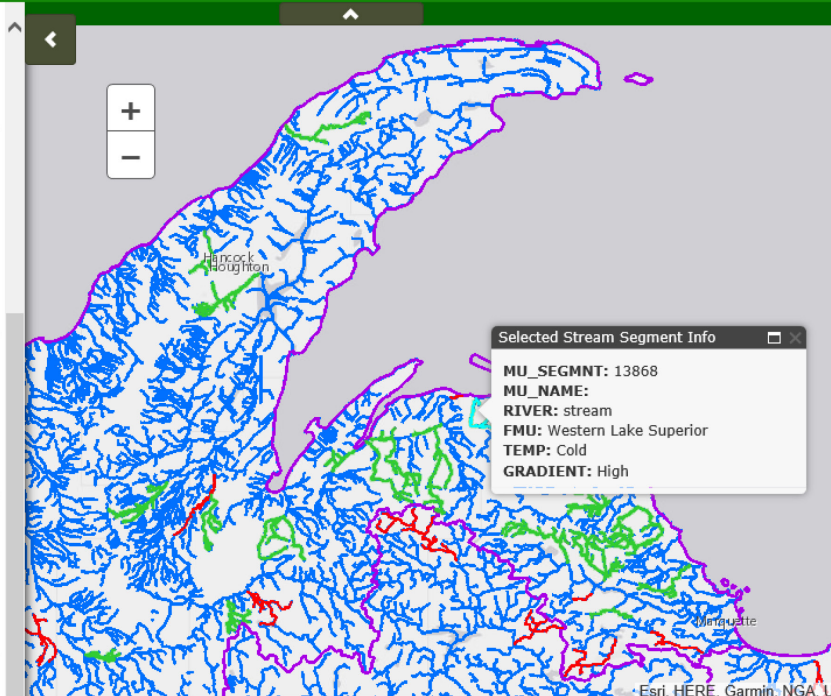 +
−
Hancock
Houghton
Selected Stream Segment Info
MU_SEGMNT: 13868
MU_NAME:
RIVER: stream
FMU: Western Lake Superior
TEMP: Cold
GRADIENT: High
Marquette
Esri, HERE, Garmin, NGA,